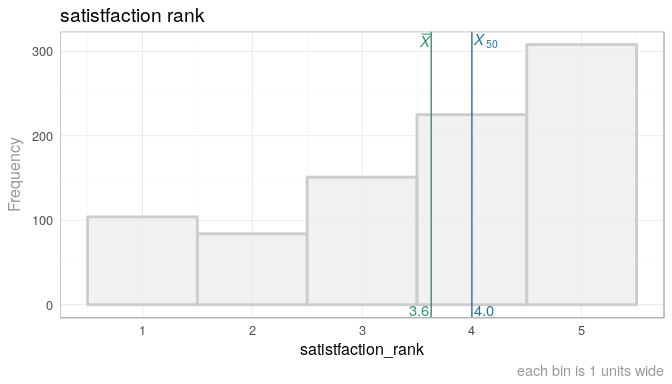 satistfaction rank
X̅
X50
300
200
100
0
Frequency
3.6
4.0
1
2
3
4
5
satistfaction_rank
each bin is 1 units wide